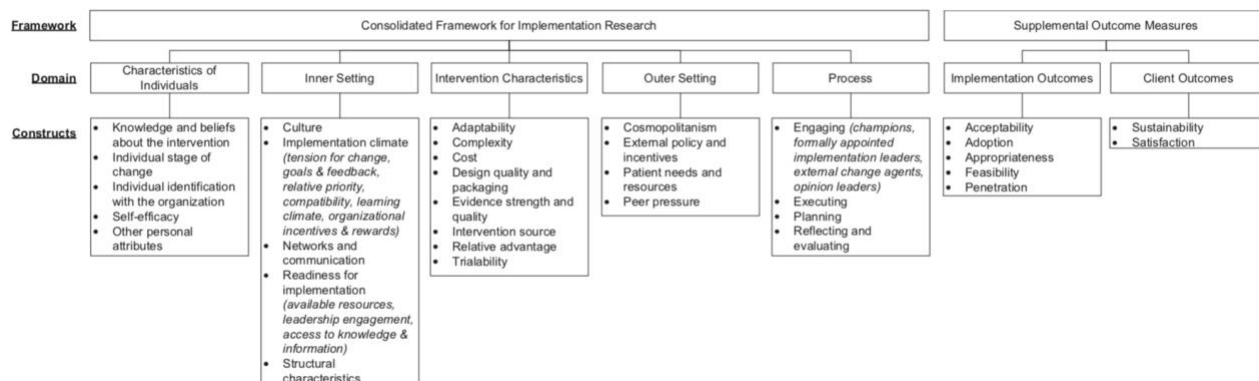 Framework
Consolidated Framework for Implementation Research
Supplemental Outcome Measures
Domain
Characteristics of
Individuals
Inner Setting
Intervention Characteristics
Outer Setting
Process
Implementation Outcomes
Client Outcomes
Constructs
• Knowledge and beliefs
about the intervention
• Individual stage of
change
• Individual identification
with the organization
• Self-efficacy
• Other personal
attributes
• Culture
• Implementation climate
(tension for change,
goals & feedback,
relative priority,
compatibility, learning
climate, organizational
incentives & rewards)
• Networks and
communication
• Readiness for
implementation
(available resources,
leadership engagement,
access to knowledge &
information)
• Structural
characteristics
• Adaptability
• Complexity
• Cost
• Design quality and
packaging
• Evidence strength and
quality
• Intervention source
• Relative advantage
• Trialability
• Cosmopolitanism
• External policy and
incentives
• Patient needs and
resources
• Peer pressure
• Engaging (champions,
formally appointed
implementation leaders,
external change agents,
opinion leaders)
• Executing
• Planning
• Reflecting and
evaluating
• Acceptability
• Adoption
• Appropriateness
• Feasibility
• Penetration
• Sustainability
• Satisfaction